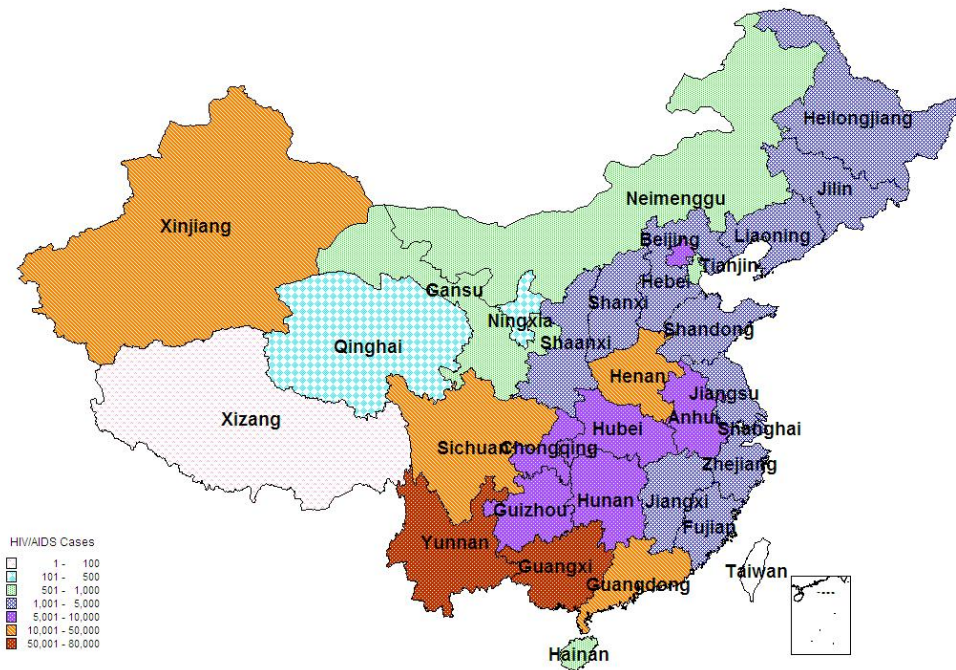 Heilongjiang
Jilin
Neimenggu
Xinjiang
Beijing
Liaoning
Tianjin
Hebei
Gansu
Shanxi
Ningxia
Shandong
Shaanxi
Qinghai
Henan
Jiangsu
Anhui
Xizang
Hubei
Shanghai
Sichuan
Chongqing
Zhejiang
Hunan
Jiangxi
Guizhou
Fujian
Yunnan
Guangxi
Taiwan
Guangdong
Hainan
HIV/AIDS Cases
1 - 100
101 - 500
501 - 1,000
1,001 - 5,000
5,001 - 10,000
10,001 - 50,000
50,001 - 80,000